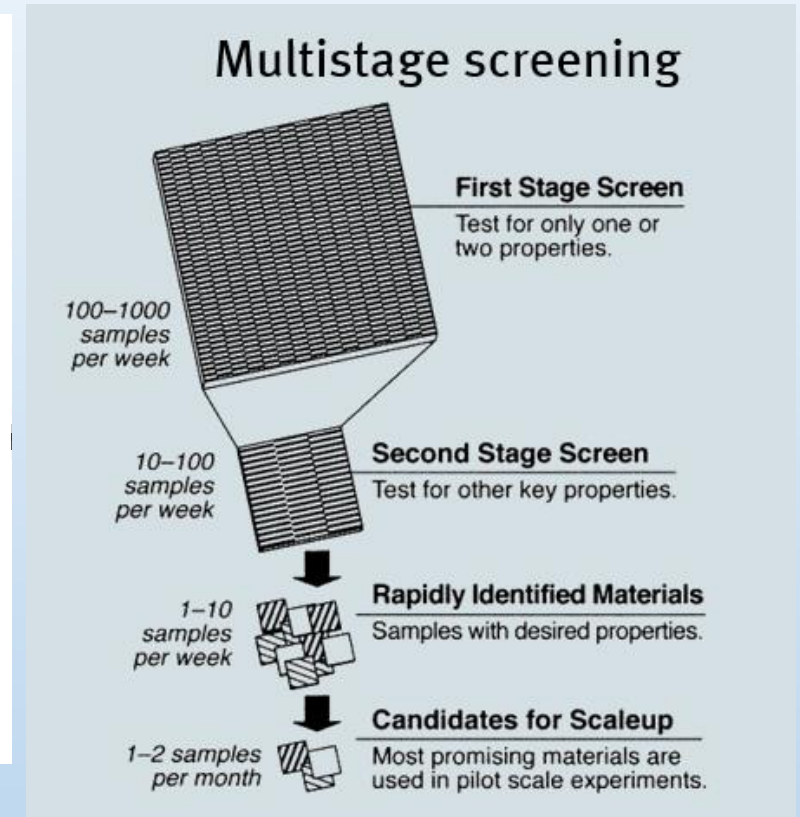 Multistage screening
First Stage Screen
Test for only one or
two properties.
100–1000
samples
per week
Second Stage Screen
Test for other key properties.
10–100
samples
per week
Rapidly Identified Materials
Samples with desired properties.
1–10
samples
per week
Candidates for Scaleup
Most promising materials are
used in pilot scale experiments.
1–2 samples
per month